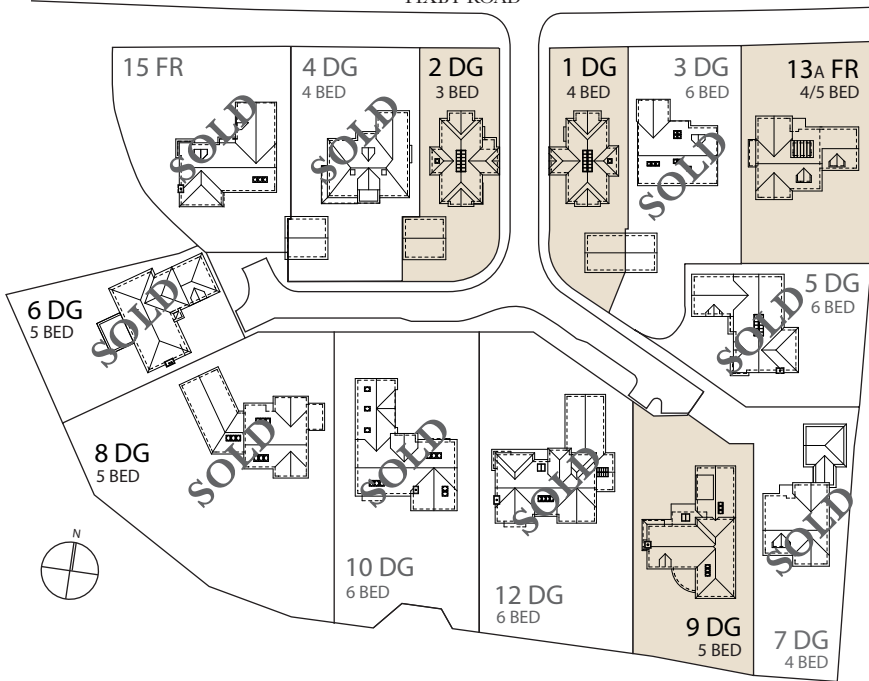 FIXBY ROAD
15 FR
SOLD
4 DG
4 BED
SOLD
2 DG
3 BED
1 DG
4 BED
3 DG
6 BED
SOLD
13A FR
4/5 BED
6 DG
5 BED
SOLD
5 DG
6 BED
SOLD
8 DG
5 BED
SOLD
10 DG
6 BED
SOLD
12 DG
6 BED
SOLD
9 DG
5 BED
7 DG
4 BED
SOLD
N